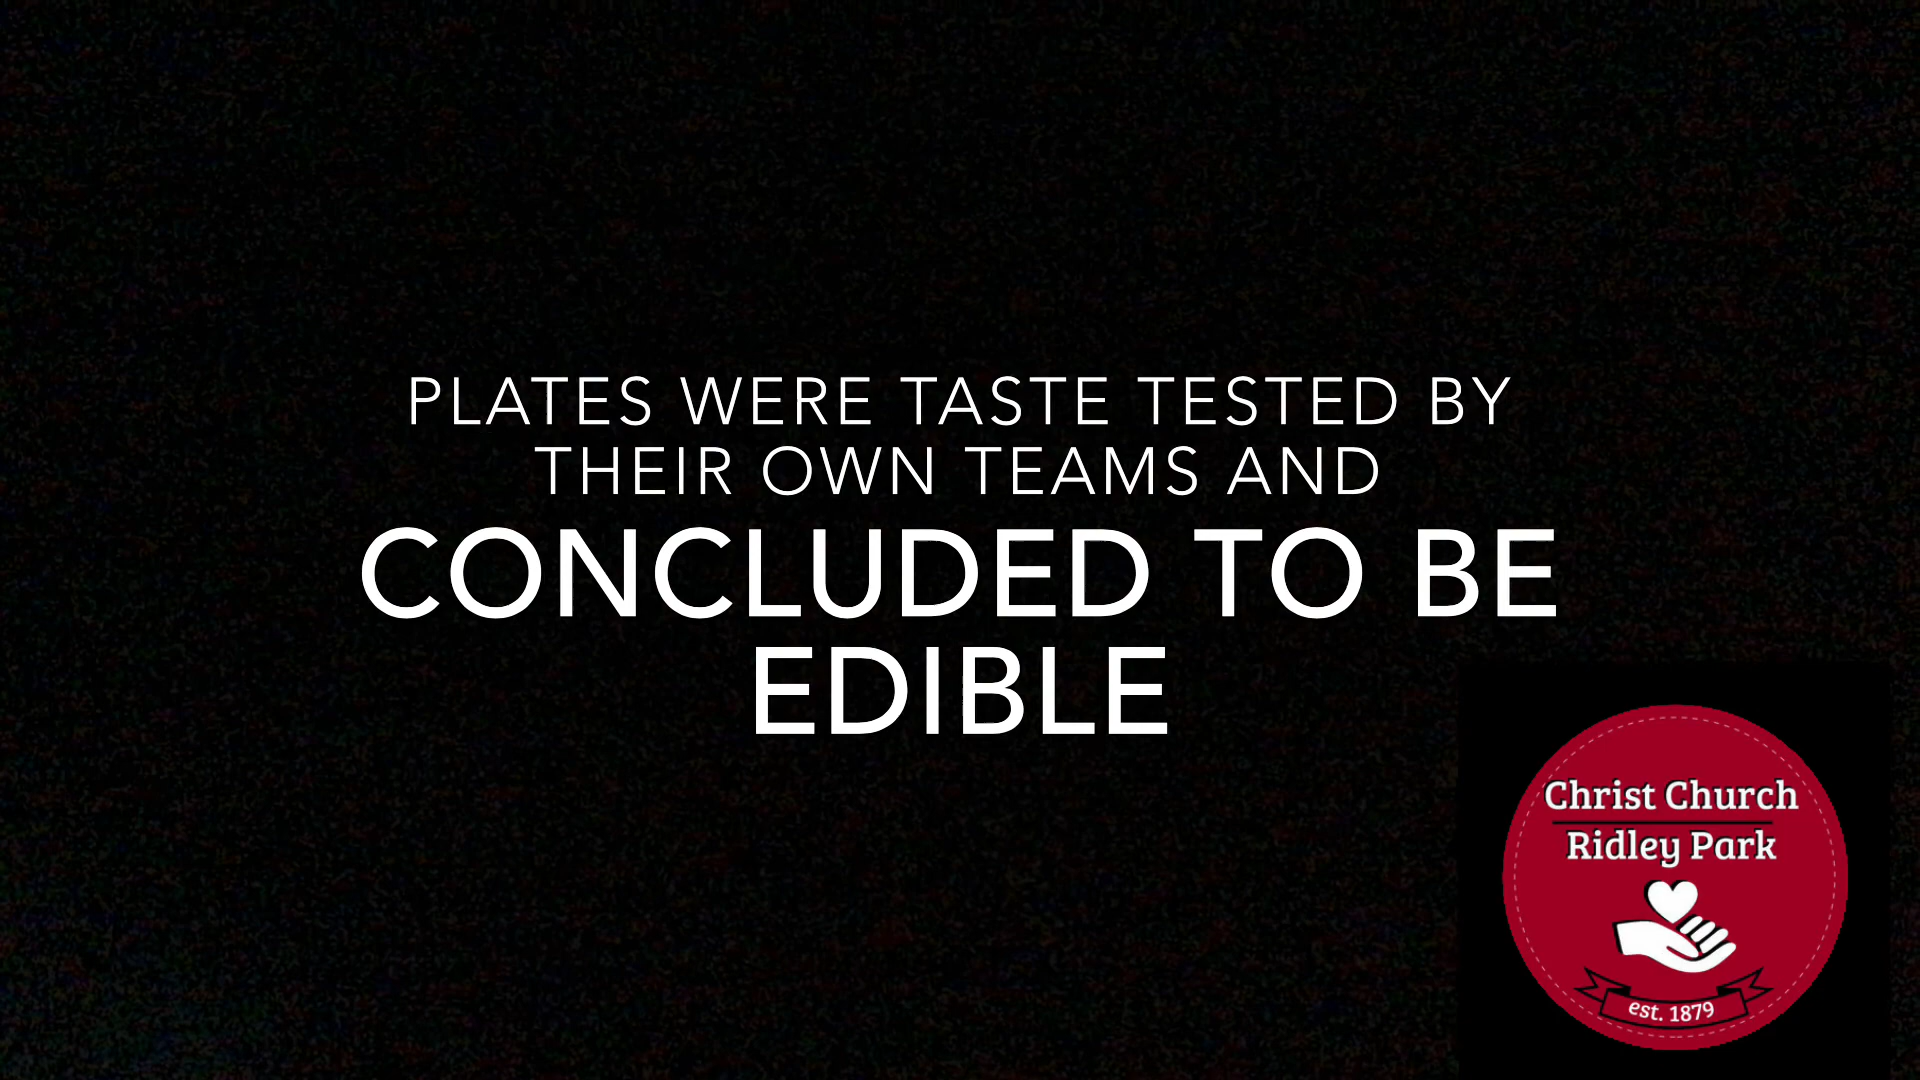 PLATES WERE TASTE TESTED BY
THEIR OWN TEAMS AND
CONCLUDED TO BE
EDIBLE
Christ Church
Ridley Park
est. 1879